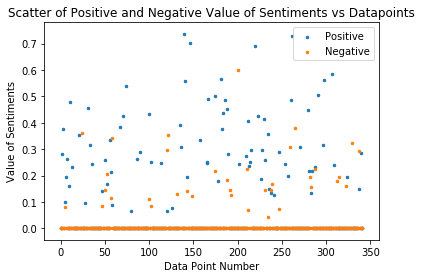 Scatter of Positive and Negative Value of Sentiments vs Datapoints
Positive
Negative
Value of Sentiments
0.7
0.6
0.5
0.4
0.3
0.2
0.1
0.0
0 50 100 150 200 250 300 350
Data Point Number